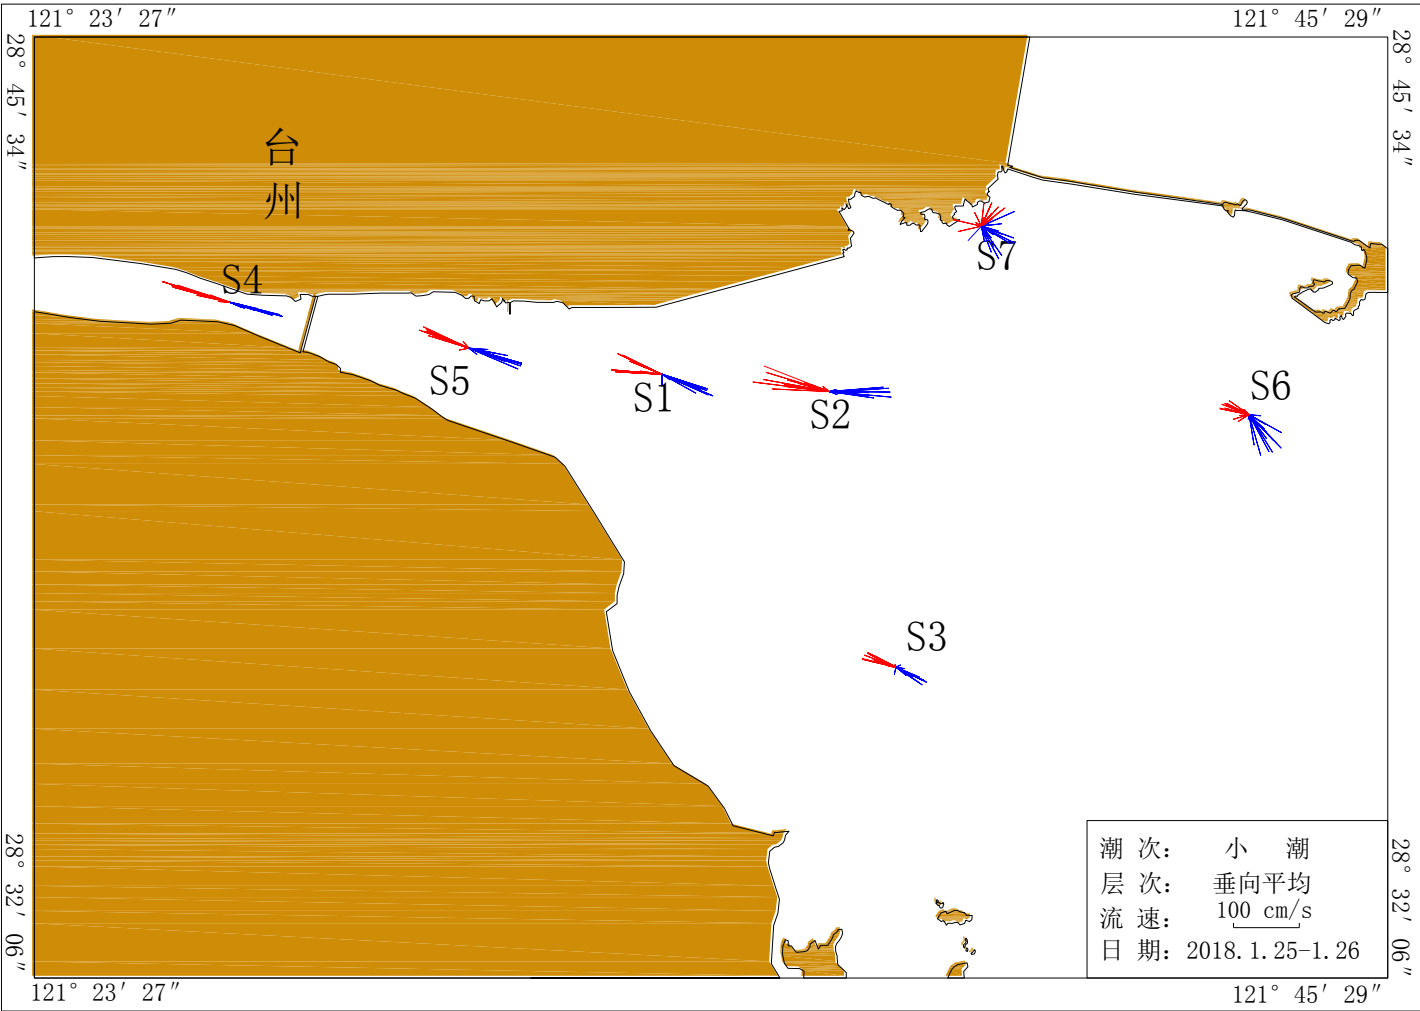 121° 23′ 27″
121° 45′ 29″
28° 45′ 34″
28° 45′ 34″
台州
S4
S7
S5
S1
S2
S6
S3
28° 32′ 06″
28° 32′ 06″
潮 次： 小 潮
层 次： 垂向平均
流 速： 100 cm/s
日 期：2018.1.25-1.26
121° 23′ 27″
121° 45′ 29″